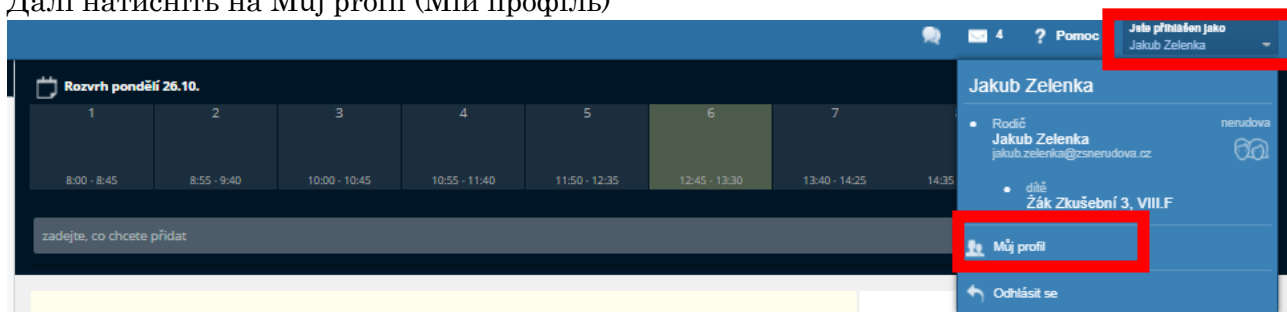 Далі натисніть на Můj profil (Мій профіль)
4 ? Pomoc
Jste přihlášen jako
Jakub Zelenka
Rozvrh pondělí 26.10.
1 2 3 4 5 6 7
8:00 - 8:45 8:55 - 9:40 10:00 - 10:45 10:55 - 11:40 11:50 - 12:35 12:45 - 13:30 13:40 - 14:25 14:35
zadejte, co chcete přidat
Jakub Zelenka
Rodič nerudova
Jakub Zelenka
jakub.zelenka@zsnerudova.cz
dítě
Žák Zkušební 3, VIII.F
Můj profil
Odhlásit se